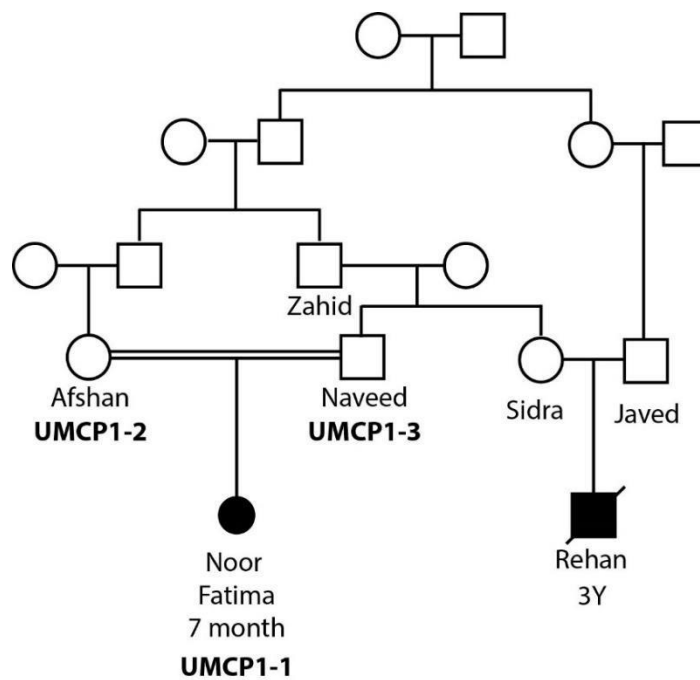 Zahid
Afshan
UMCP1-2
Naveed
UMCP1-3
Sidra
Javed
Noor
Fatima
7 month
UMCP1-1
Rehan
3Y